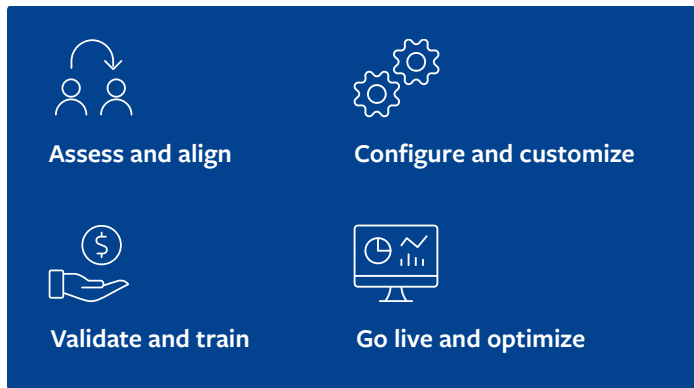 Assess and align
Configure and customize
Validate and train
Go live and optimize